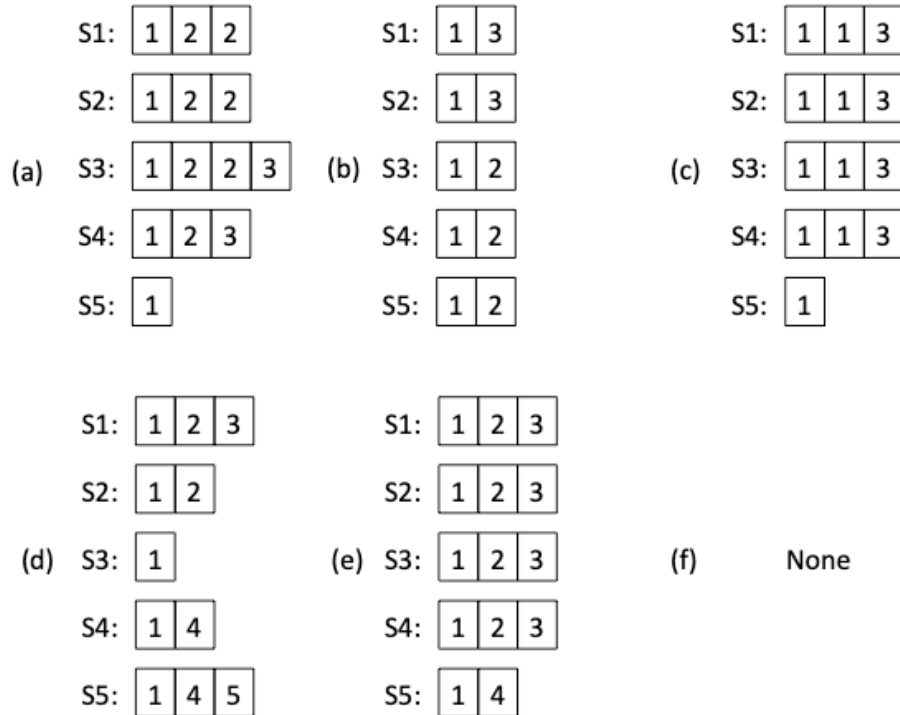 S1: 1 2 2
S2: 1 2 2
(a) S3: 1 2 2 3
S4: 1 2 3
S5: 1
S1: 1 3
S2: 1 3
(b) S3: 1 2
S4: 1 2
S5: 1 2
S1: 1 1 3
S2: 1 1 3
(c) S3: 1 1 3
S4: 1 1 3
S5: 1
S1: 1 2 3
S2: 1 2
(d) S3: 1
S4: 1 4
S5: 1 4 5
S1: 1 2 3
S2: 1 2 3
(e) S3: 1 2 3
S4: 1 2 3
S5: 1 4
(f) None